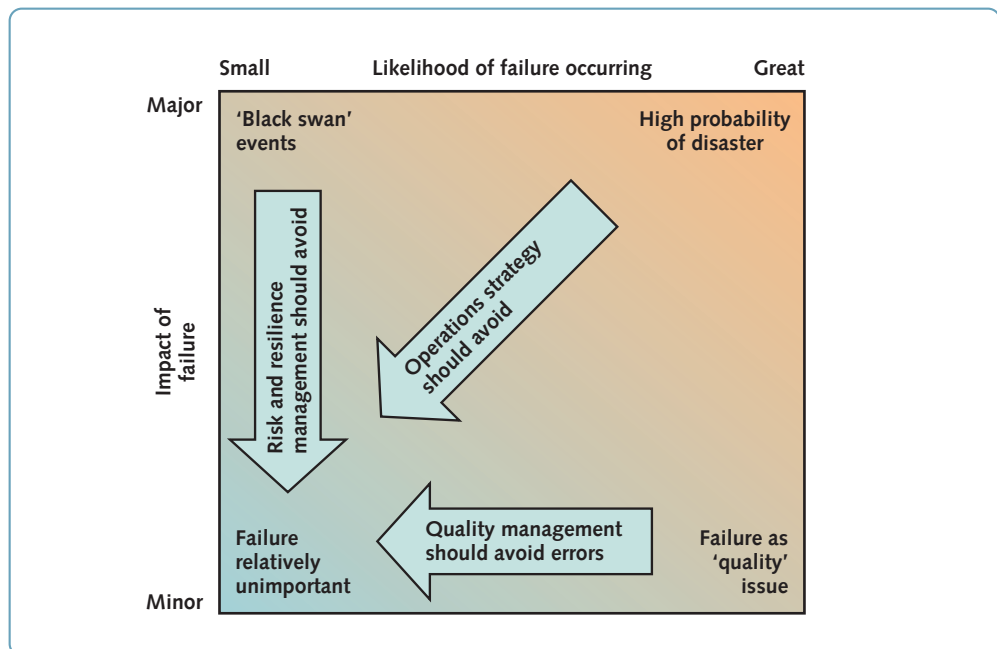 Small Likelihood of failure occurring Great
Major
'Black swan'
events
High probability
of disaster
Risk and resilience
management should avoid
Operations strategy
should avoid
Impact of
failure
Quality management
should avoid errors
Failure
relatively
unimportant
Failure as
'quality'
issue
Minor